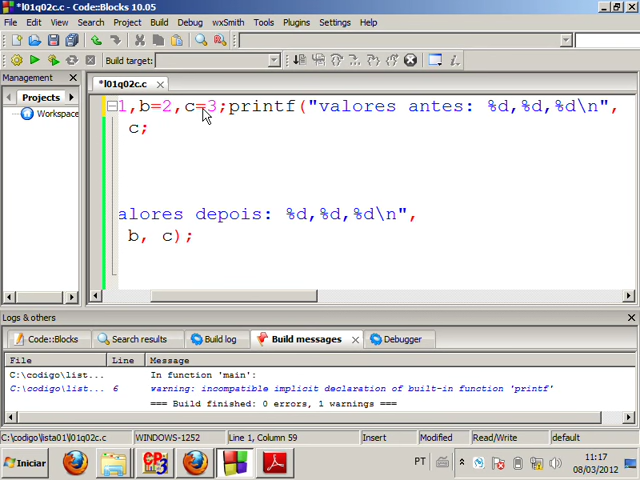 *l01q02c.c - Code::Blocks 10.05
File Edit View Search Project Build Debug wxSmith Tools Plugins Settings Help
Build target:
Management
*l01q02c.c
Projects
Workspace
1,b=2,c=3;printf("valores antes: %d,%d,%d\n",
c;
alores depois: %d,%d,%d\n",
b, c);
Logs & others
Code::Blocks Search results Build log Build messages Debugger
File Line Message
C:\codigo\list... In function 'main':
C:\codigo\list... 6 warning: incompatible implicit declaration of built-in function 'printf'
=== Build finished: 0 errors, 1 warnings ===
C:\codigo\lista01\l01q02c.c WINDOWS-1252 Line 1, Column 59 Insert Modified Read/Write default
Iniciar
PT
11:17
08/03/2012